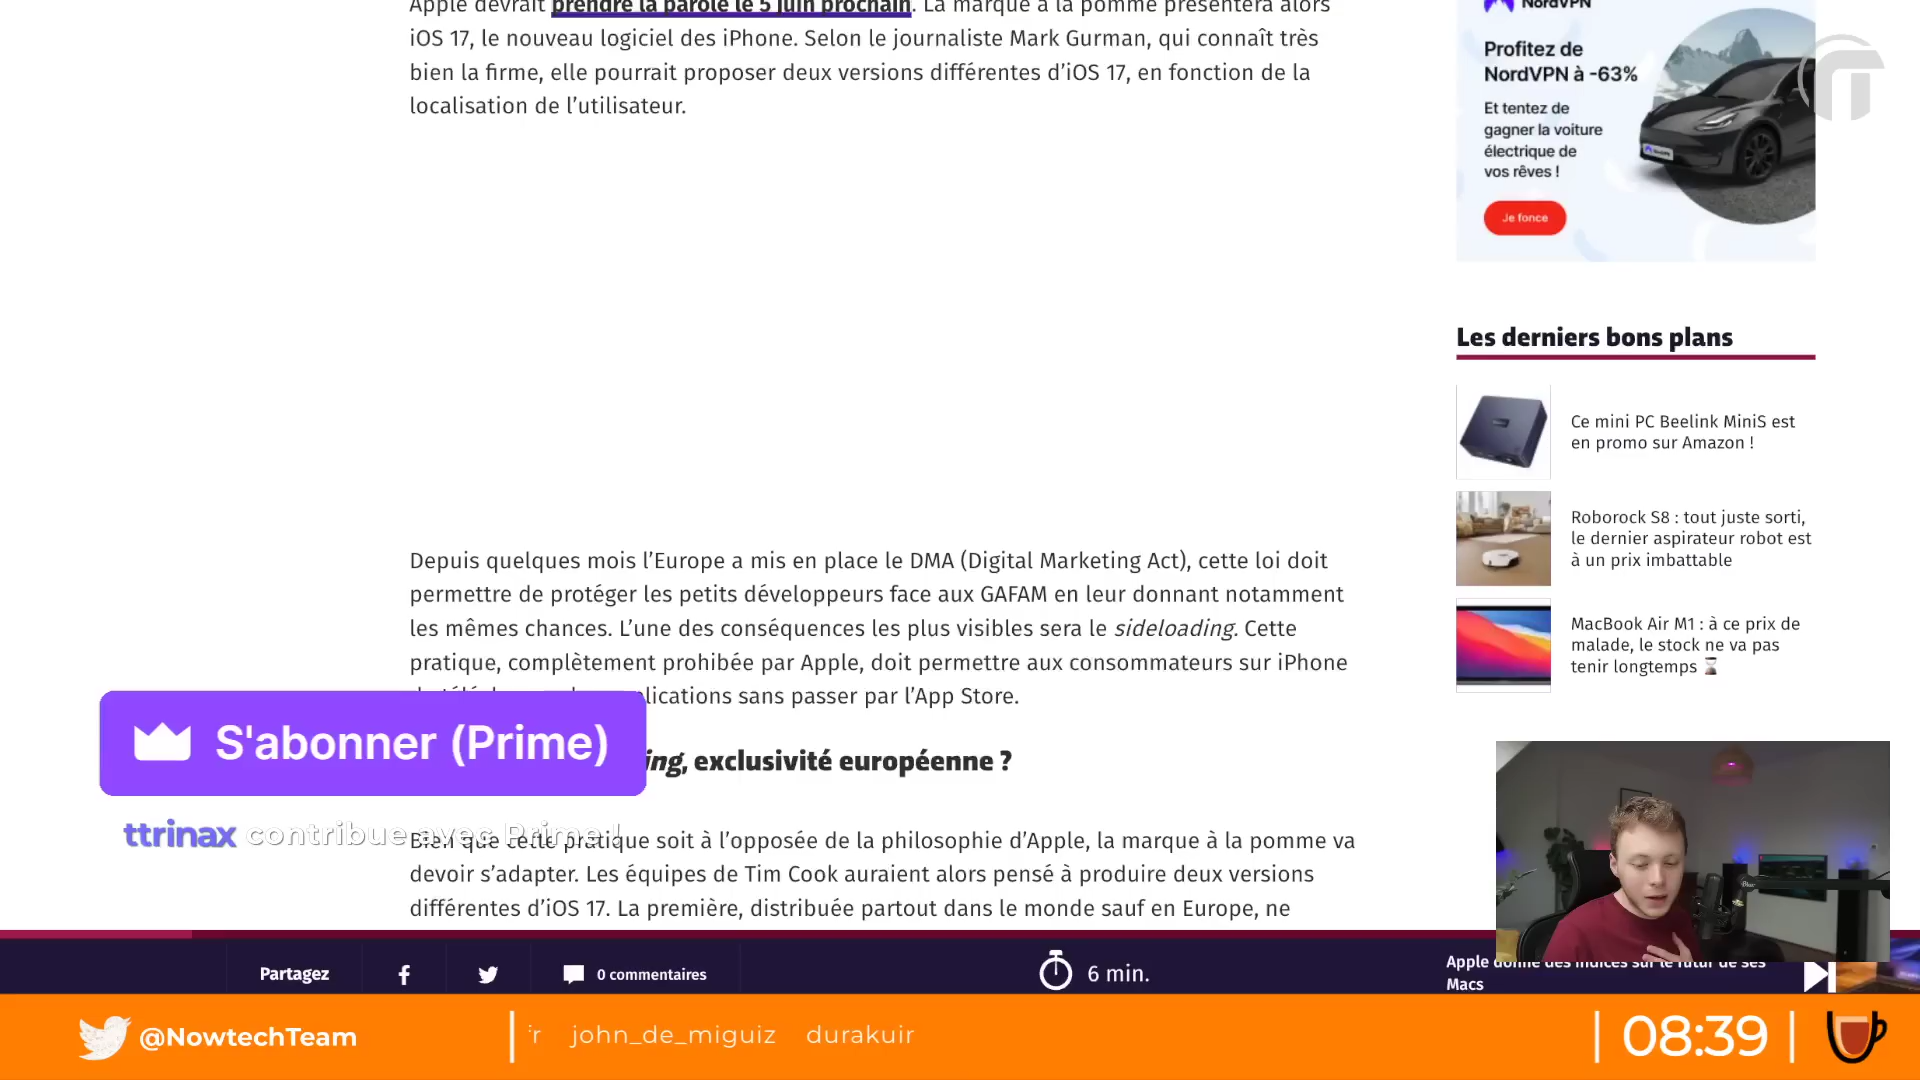 Apple devrait prendre la parole le 5 juin prochain. La marque à la pomme présentera alors
iOS 17, le nouveau logiciel des iPhone. Selon le journaliste Mark Gurman, qui connaît très
bien la firme, elle pourrait proposer deux versions différentes d’iOS 17, en fonction de la
localisation de l’utilisateur.
Depuis quelques mois l’Europe a mis en place le DMA (Digital Marketing Act), cette loi doit
permettre de protéger les petits développeurs face aux GAFAM en leur donnant notamment
les mêmes chances. L’une des conséquences les plus visibles sera le sideloading. Cette
pratique, complètement prohibée par Apple, doit permettre aux consommateurs sur iPhone
plications sans passer par l’App Store.
ing, exclusivité européenne ?
Bien que cette pratique soit à l’opposée de la philosophie d’Apple, la marque à la pomme va
devoir s’adapter. Les équipes de Tim Cook auraient alors pensé à produire deux versions
différentes d’iOS 17. La première, distribuée partout dans le monde sauf en Europe, ne
S'abonner (Prime)
ttrinax contribue avec Prime !
NordVPN
Profitez de
NordVPN à -63%
Et tentez de
gagner la voiture
électrique de
vos rêves !
Je fonce
Les derniers bons plans
Ce mini PC Beelink MiniS est
en promo sur Amazon !
Roborock S8 : tout juste sorti,
le dernier aspirateur robot est
à un prix imbattable
MacBook Air M1 : à ce prix de
malade, le stock ne va pas
tenir longtemps ⌛
Partagez
0 commentaires
6 min.
Apple donne des indices sur le futur de ses
Macs
@NowtechTeam
fr john_de_miguiz durakuir
08:39